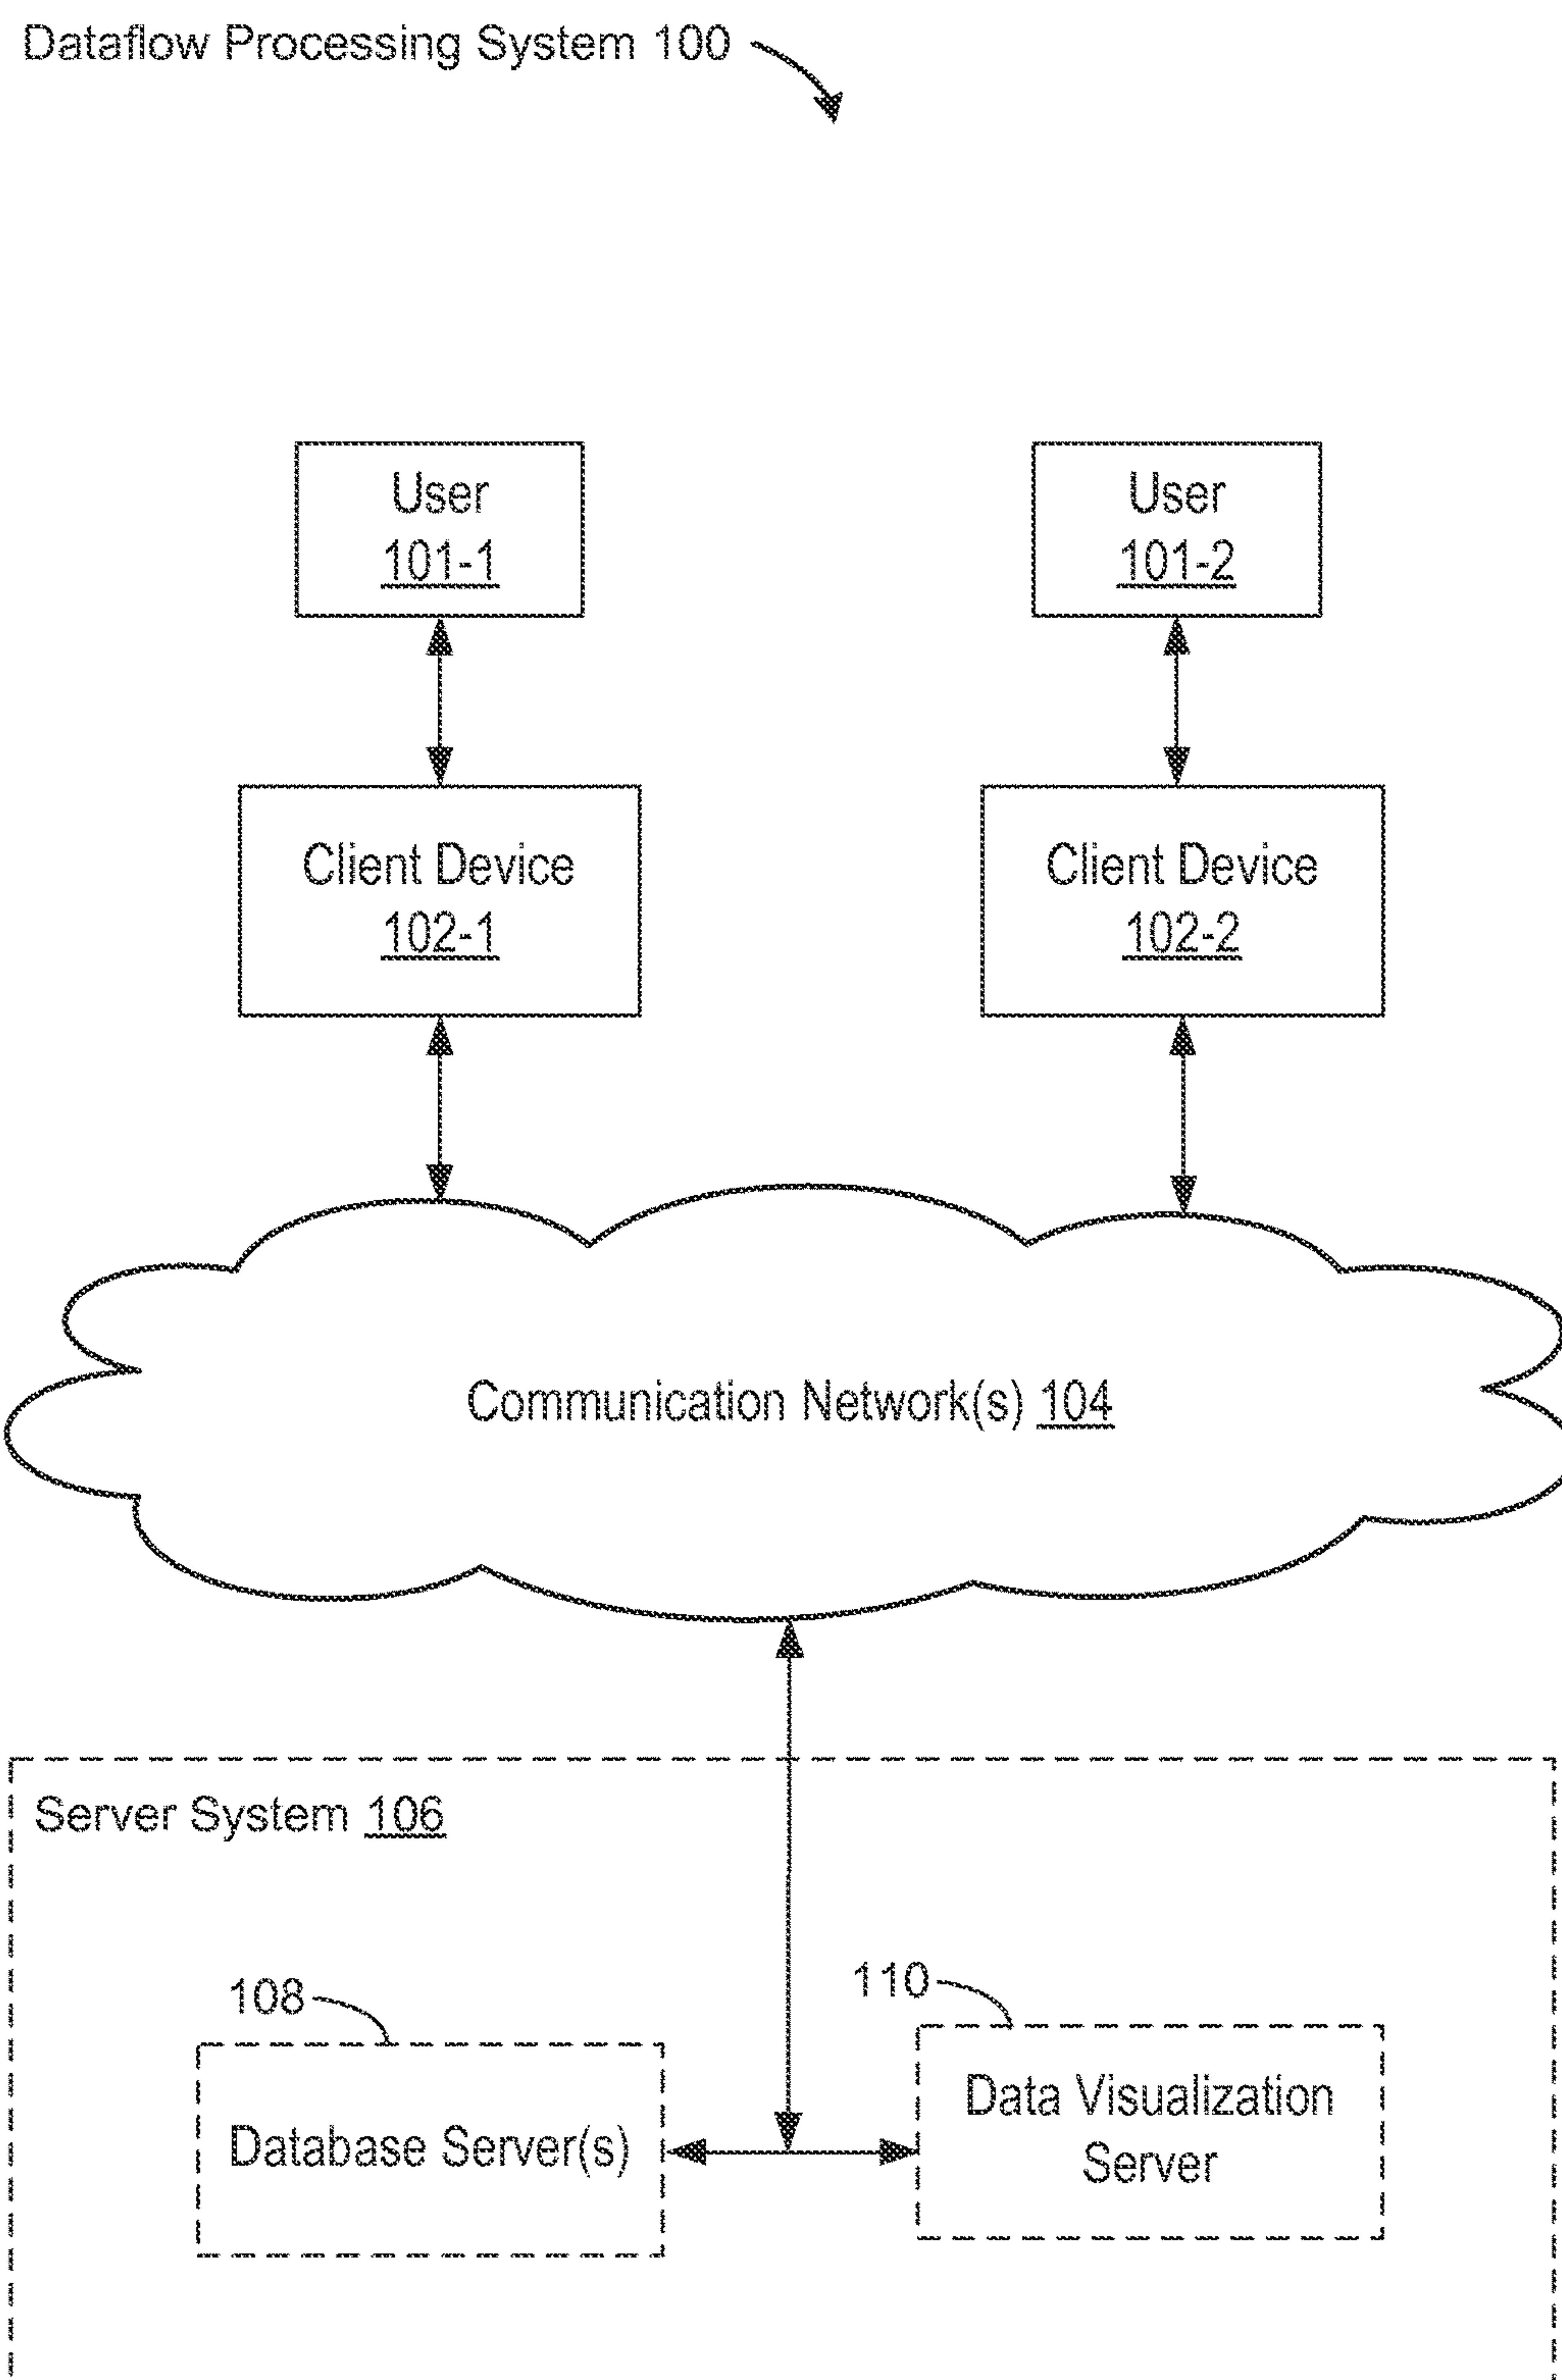 Dataflow Processing System 100
User
101-1
User
101-2
Client Device
102-1
Client Device
102-2
Communication Network(s) 104
Server System 106
108
110
Database Server(s)
Data Visualization
Server